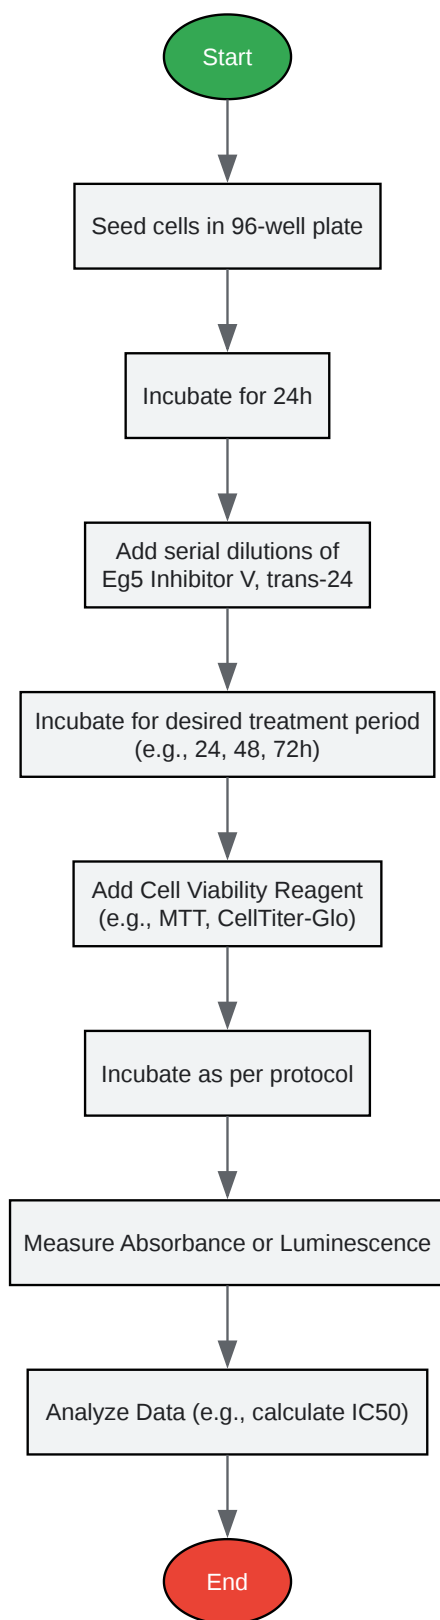 Start
Seed cells in 96-well plate
Incubate for 24h
Add serial dilutions of
Eg5 Inhibitor V, trans-24
Incubate for desired treatment period
(e.g., 24, 48, 72h)
Add Cell Viability Reagent
(e.g., MTT, CellTiter-Glo)
Incubate as per protocol
Measure Absorbance or Luminescence
Analyze Data (e.g., calculate IC50)
End